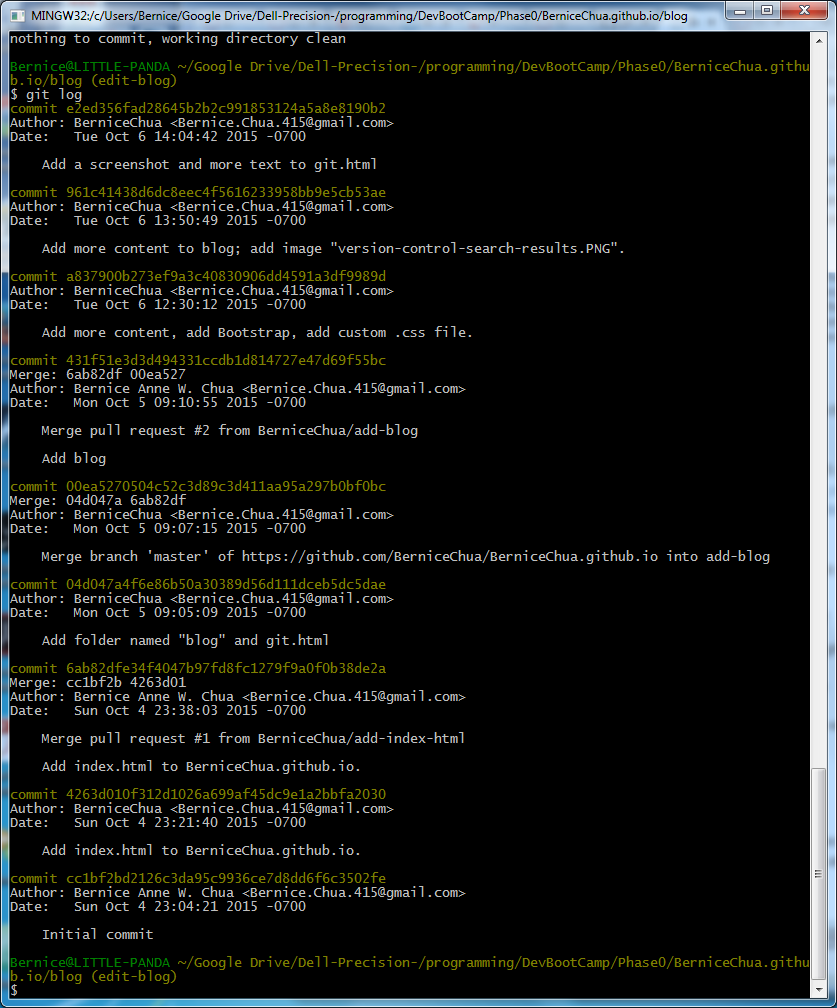 MINGW32:/c/Users/Bernice/Google Drive/Dell-Precision-/programming/DevBootCamp/Phase0/BerniceChua.github.io/blog
nothing to commit, working directory clean
Bernice@LITTLE-PANDA ~/Google Drive/Dell-Precision-/programming/DevBootCamp/Phase0/BerniceChua.githu
b.io/blog (edit-blog)
$ git log
commit e2ed356fad28645b2b2c991853124a5a8e8190b2
Author: BerniceChua <Bernice.Chua.415@gmail.com>
Date:   Tue Oct 6 14:04:42 2015 -0700
Add a screenshot and more text to git.html
commit 961c41438d6dc8eec4f5616233958bb9e5cb53ae
Author: BerniceChua <Bernice.Chua.415@gmail.com>
Date:   Tue Oct 6 13:50:49 2015 -0700
Add more content to blog; add image "version-control-search-results.PNG".
commit a837900b273ef9a3c40830906dd4591a3df9989d
Author: BerniceChua <Bernice.Chua.415@gmail.com>
Date:   Tue Oct 6 12:30:12 2015 -0700
Add more content, add Bootstrap, add custom .css file.
commit 431f51e3d3d494331ccdb1d814727e47d69f55bc
Merge: 6ab82df 00ea527
Author: Bernice Anne W. Chua <Bernice.Chua.415@gmail.com>
Date:   Mon Oct 5 09:10:55 2015 -0700
Merge pull request #2 from BerniceChua/add-blog
Add blog
commit 00ea5270504c52c3d89c3d411aa95a297b0bf0bc
Merge: 04d047a 6ab82df
Author: BerniceChua <Bernice.Chua.415@gmail.com>
Date:   Mon Oct 5 09:07:15 2015 -0700
Merge branch 'master' of https://github.com/BerniceChua/BerniceChua.github.io into add-blog
commit 04d047a4f6e86b50a30389d56d111dceb5dc5dae
Author: BerniceChua <Bernice.Chua.415@gmail.com>
Date:   Mon Oct 5 09:05:09 2015 -0700
Add folder named "blog" and git.html
commit 6ab82dfe34f4047b97fd8fc1279f9a0f0b38de2a
Merge: cc1bf2b 4263d01
Author: Bernice Anne W. Chua <Bernice.Chua.415@gmail.com>
Date:   Sun Oct 4 23:38:03 2015 -0700
Merge pull request #1 from BerniceChua/add-index-html
Add index.html to BerniceChua.github.io.
commit 4263d010f312d1026a699af45dc9e1a2bbfa2030
Author: BerniceChua <Bernice.Chua.415@gmail.com>
Date:   Sun Oct 4 23:21:40 2015 -0700
Add index.html to BerniceChua.github.io.
commit cc1bf2bd2126c3da95c9936ce7d8dd6f6c3502fe
Author: Bernice Anne W. Chua <Bernice.Chua.415@gmail.com>
Date:   Sun Oct 4 23:04:21 2015 -0700
Initial commit
Bernice@LITTLE-PANDA ~/Google Drive/Dell-Precision-/programming/DevBootCamp/Phase0/BerniceChua.githu
b.io/blog (edit-blog)
$